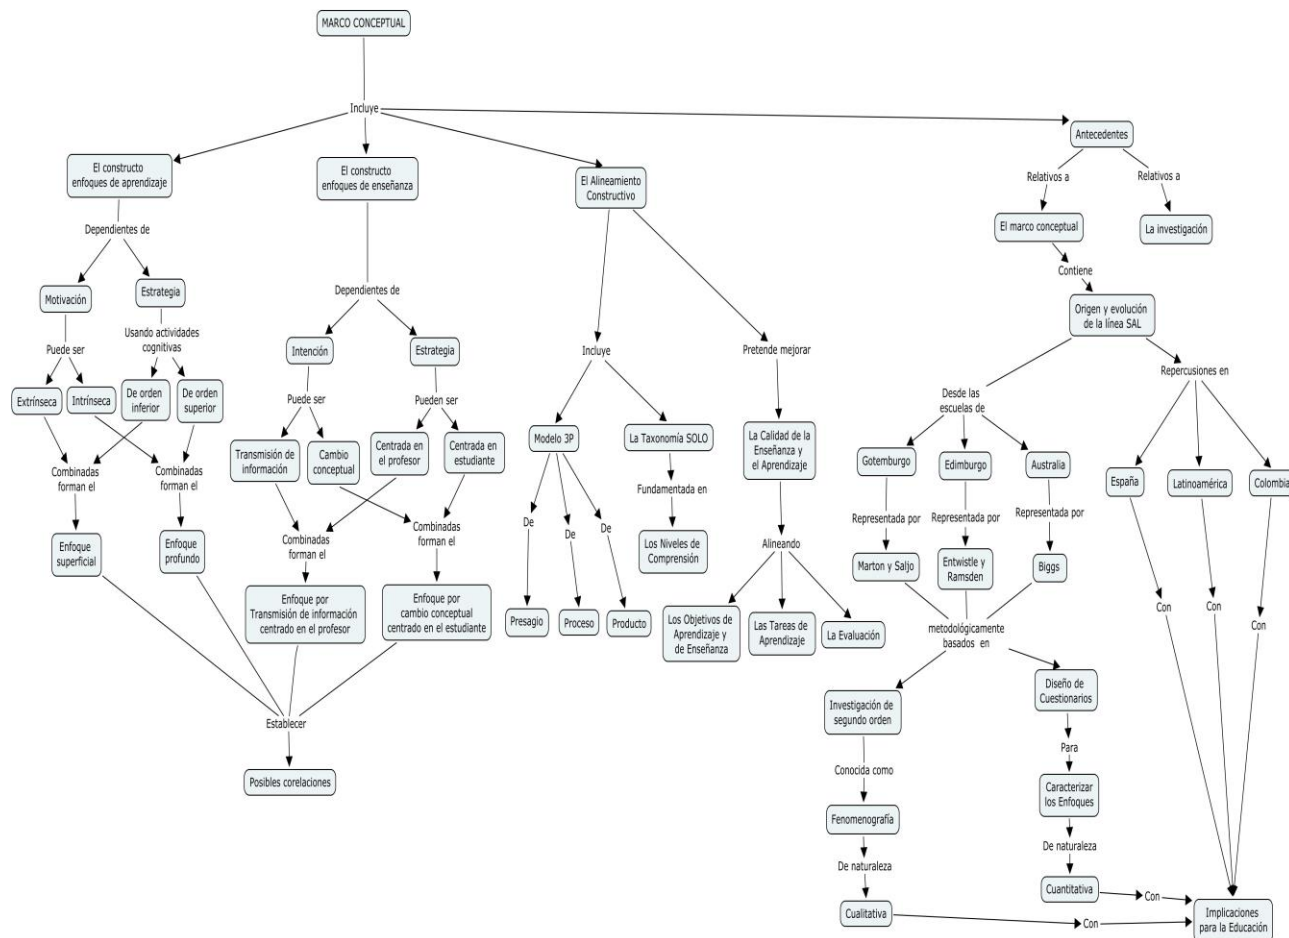 MARCO CONCEPTUAL
Incluye
El constructo
enfoques de aprendizaje
Dependientes de
Motivación
Estrategia
Puede ser
Usando actividades
cognitivas
Extrínseca
Intrínseca
De orden
inferior
De orden
superior
Combinadas
forman el
Combinadas
forman el
Enfoque
superficial
Enfoque
profundo
El constructo
enfoques de enseñanza
Dependientes de
Intención
Estrategia
Puede ser
Pueden ser
Transmisión de
información
Cambio
conceptual
Centrada en
el profesor
Centrada en
estudiante
Combinadas
forman el
Combinadas
forman el
Enfoque por
Transmisión de información
centrado en el profesor
Enfoque por
cambio conceptual
centrado en el estudiante
Establecer
Posibles corelaciones
El Alineamiento
Constructivo
Incluye
Pretende mejorar
Modelo 3P
La Taxonomía SOLO
De
De
De
Presagio
Proceso
Producto
Fundamentada en
Los Niveles de
Comprensión
La Calidad de la
Enseñanza y
el Aprendizaje
Alineando
Los Objetivos de
Aprendizaje y
de Enseñanza
Las Tareas de
Aprendizaje
La Evaluación
Antecedentes
Relativos a
Relativos a
El marco conceptual
La investigación
Contiene
Origen y evolución
de la línea SAL
Desde las
escuelas de
Repercusiones en
Gotemburgo
Edimburgo
Australia
Representada por
Representada por
Representada por
Marton y Saljo
Entwistle y
Ramsden
Biggs
metodológicamente
basados en
Investigación de
segundo orden
Conocida como
Fenomenografía
De naturaleza
Cualitativa
Con
Diseño de
Cuestionarios
Para
Caracterizar
los Enfoques
De naturaleza
Cuantitativa
Con
España
Latinoamérica
Colombia
Con
Con
Con
Implicaciones
para la Educación